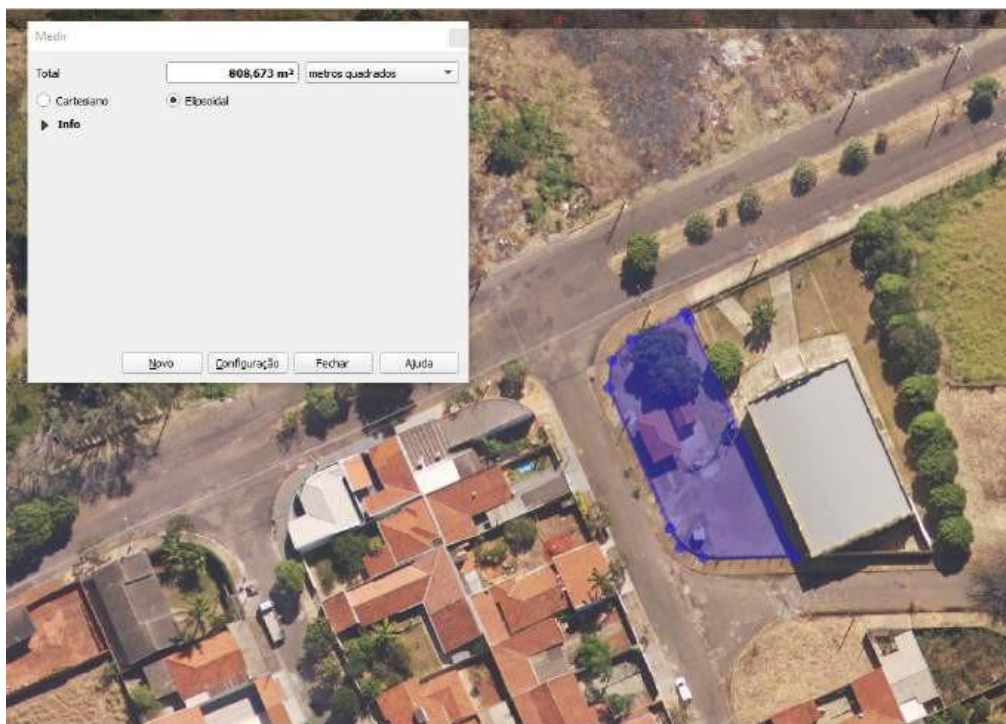 Medir
Total 808,673 m² metros quadrados
Cartesiano Elipsoidal
Info
Novo Configuração Fechar Ajuda